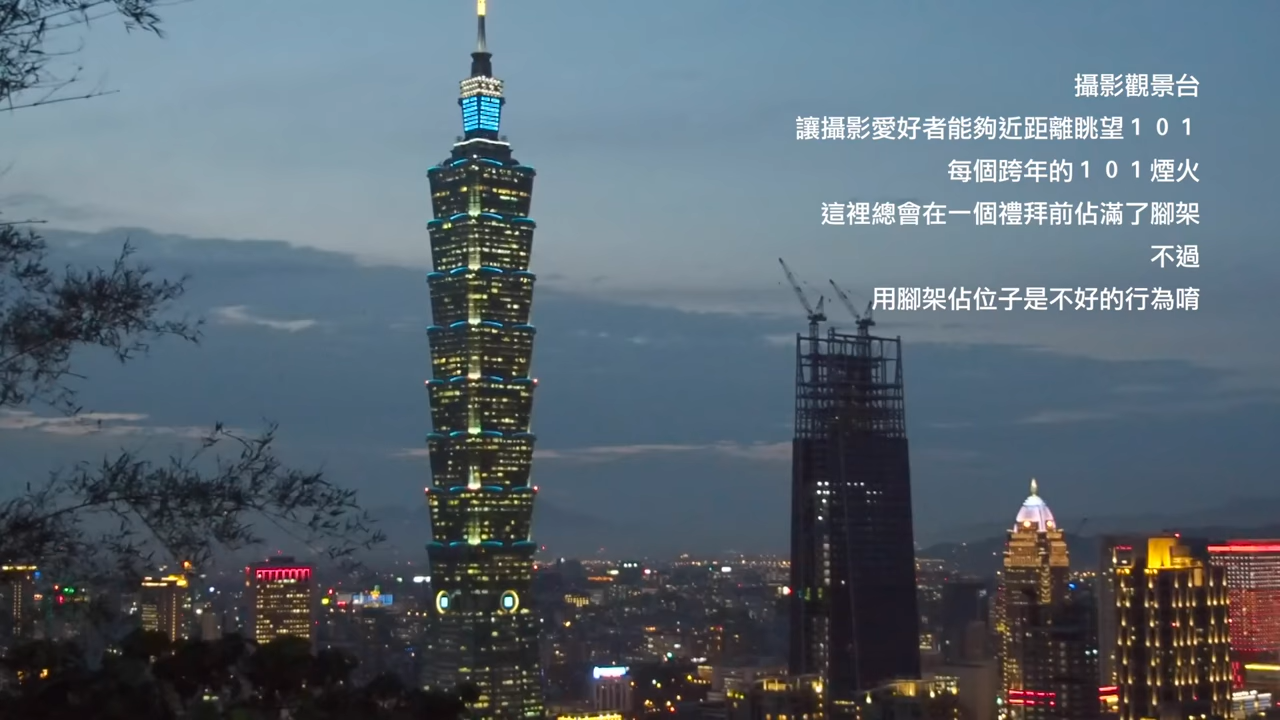 攝影觀景台
讓攝影愛好者能夠近距離眺望１０１
每個跨年的１０１煙火
這裡總會在一個禮拜前佔滿了腳架
不過
用腳架佔位子是不好的行為唷